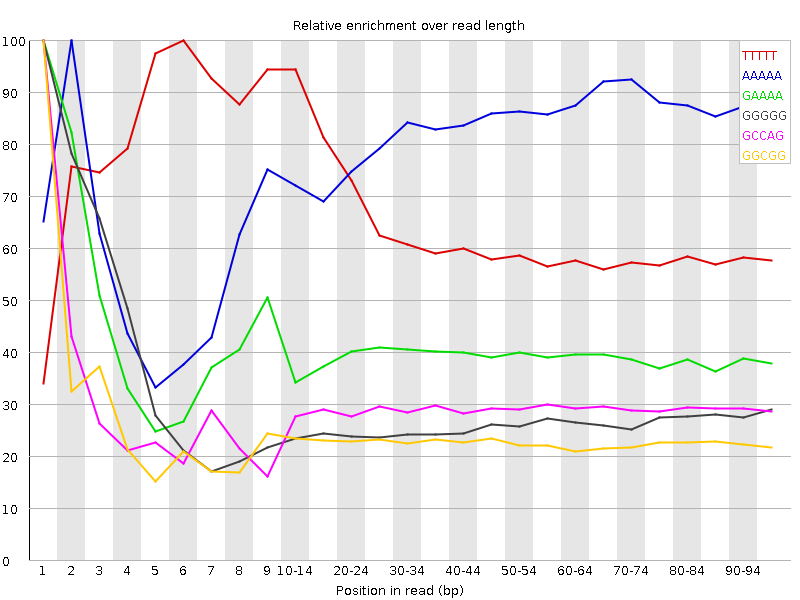 Relative enrichment over read length
100
90
80
70
60
50
40
30
20
10
0
TTTTT
AAAAA
GAAAA
GGGGG
GCCAG
GGCGG
1 2 3 4 5 6 7 8 9 10-14 20-24 30-34 40-44 50-54 60-64 70-74 80-84 90-94
Position in read (bp)